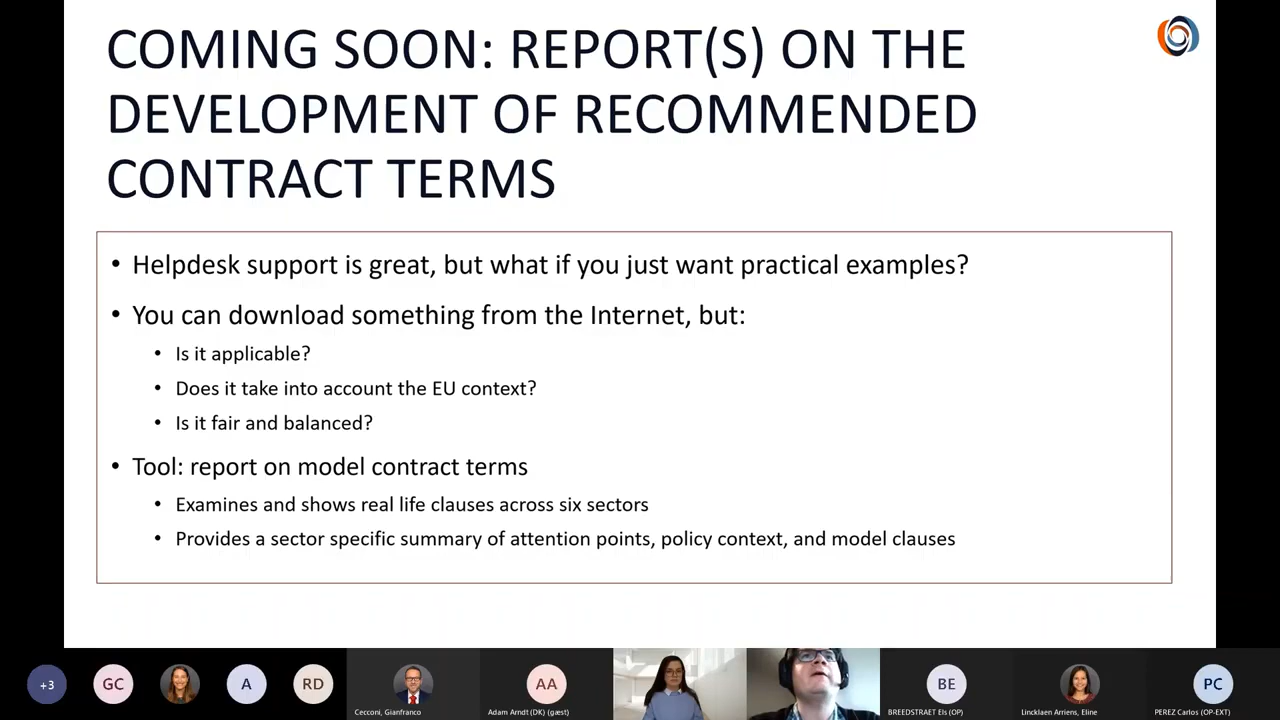 COMING SOON: REPORT(S) ON THE
DEVELOPMENT OF RECOMMENDED
CONTRACT TERMS
• Helpdesk support is great, but what if you just want practical examples?
• You can download something from the Internet, but:
• Is it applicable?
• Does it take into account the EU context?
• Is it fair and balanced?
• Tool: report on model contract terms
• Examines and shows real life clauses across six sectors
• Provides a sector specific summary of attention points, policy context, and model clauses
+3
GC
A
RD
Cecconi, Gianfranco
AA
Adam Arndt(DK) (gæst)
BE
BREEDSTRAET Els (OP)
Lincklaen Arriens, Eline
PC
PEREZ Carlos (OP-EXT)